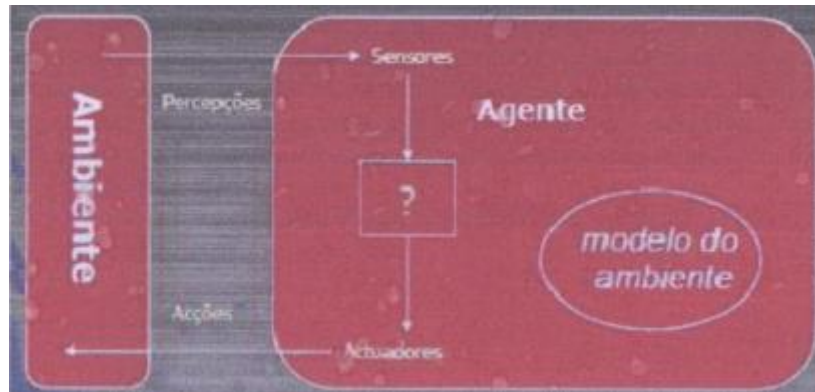 Ambiente
Percepções
Acções
Sensores
Agente
?
modelo do
ambiente
Actuadores